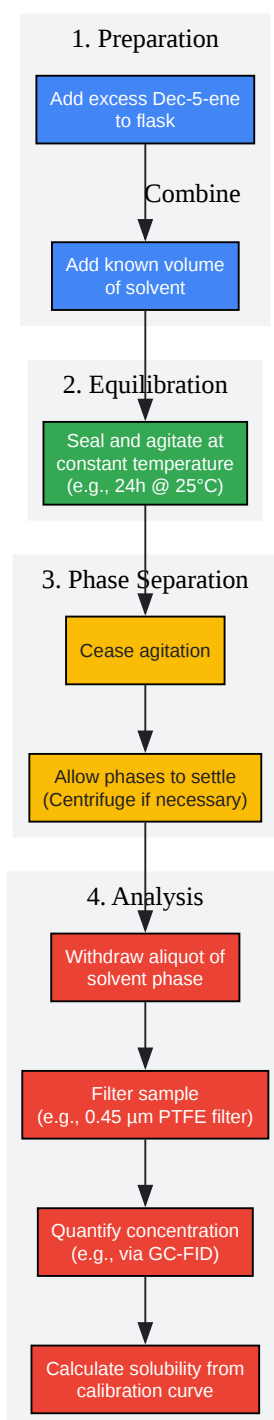 1. Preparation
Add excess Dec-5-ene
to flask
Combine
Add known volume
of solvent
2. Equilibration
Seal and agitate at
constant temperature
(e.g., 24h @ 25°C)
3. Phase Separation
Cease agitation
Allow phases to settle
(Centrifuge if necessary)
4. Analysis
Withdraw aliquot of
solvent phase
Filter sample
(e.g., 0.45 µm PTFE filter)
Quantify concentration
(e.g., via GC-FID)
Calculate solubility from
calibration curve